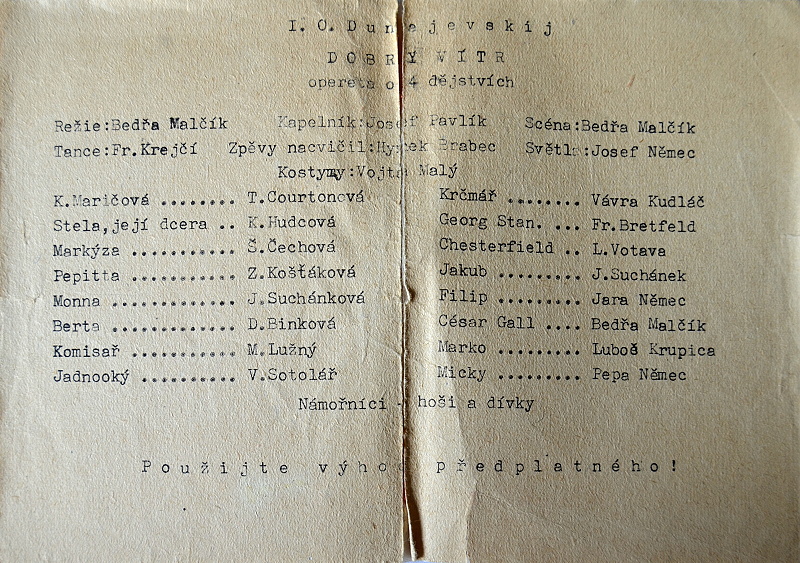 I. O. Dunajevskij
DOBRÝ VÍTR
opereta o 4 dějstvích
Režie:Bedřa Malčík Kapelník:Josef Pavlík Scéna:Bedřa Malčík
Tance:Fr.Krejčí Zpěvy nacvičil:Hynek Brabec Světla:Josef Němec
Kostymy:Vojta Malý
K.Maričová ........ T.Courtonová
Stela,její dcera .. K.Hudcová
Markýza ........... Š.Čechová
Pepitta ........... Z.Košťáková
Monna ............ J.Suchánková
Berta ............ D.Binková
Komisař ........... M.Lužný
Jadnooký .......... V.Sotolář
Krčmář ........ Vávra Kudláč
Georg Stan. ... Fr.Bretfeld
Chesterfield .. L.Votava
Jakub ......... J.Suchánek
Filip ......... Jara Němec
César Gall .... Bedřa Malčík
Marko ......... Luboš Krupica
Micky ......... Pepa Němec
Námořníci - hoši a dívky
Použijte výhod předplatného!